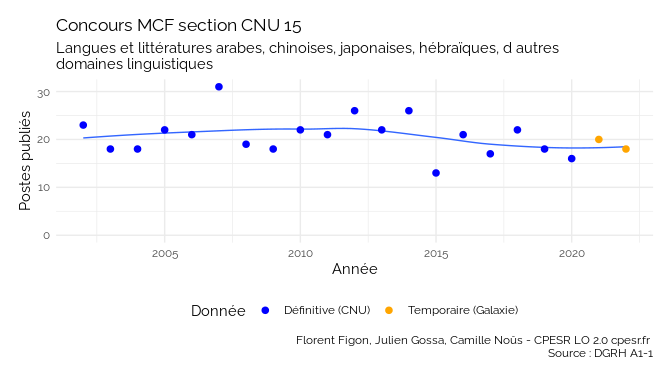 Concours MCF section CNU 15
Langues et littératures arabes, chinoises, japonaises, hébraïques, d autres
domaines linguistiques
Postes publiés
30
20
10
0
2005 2010 2015 2020
Année
Donnée Définitive (CNU) Temporaire (Galaxie)
Florent Figon, Julien Gossa, Camille Noûs - CPESR LO 2.0 cpesr.fr
Source : DGRH A1-1